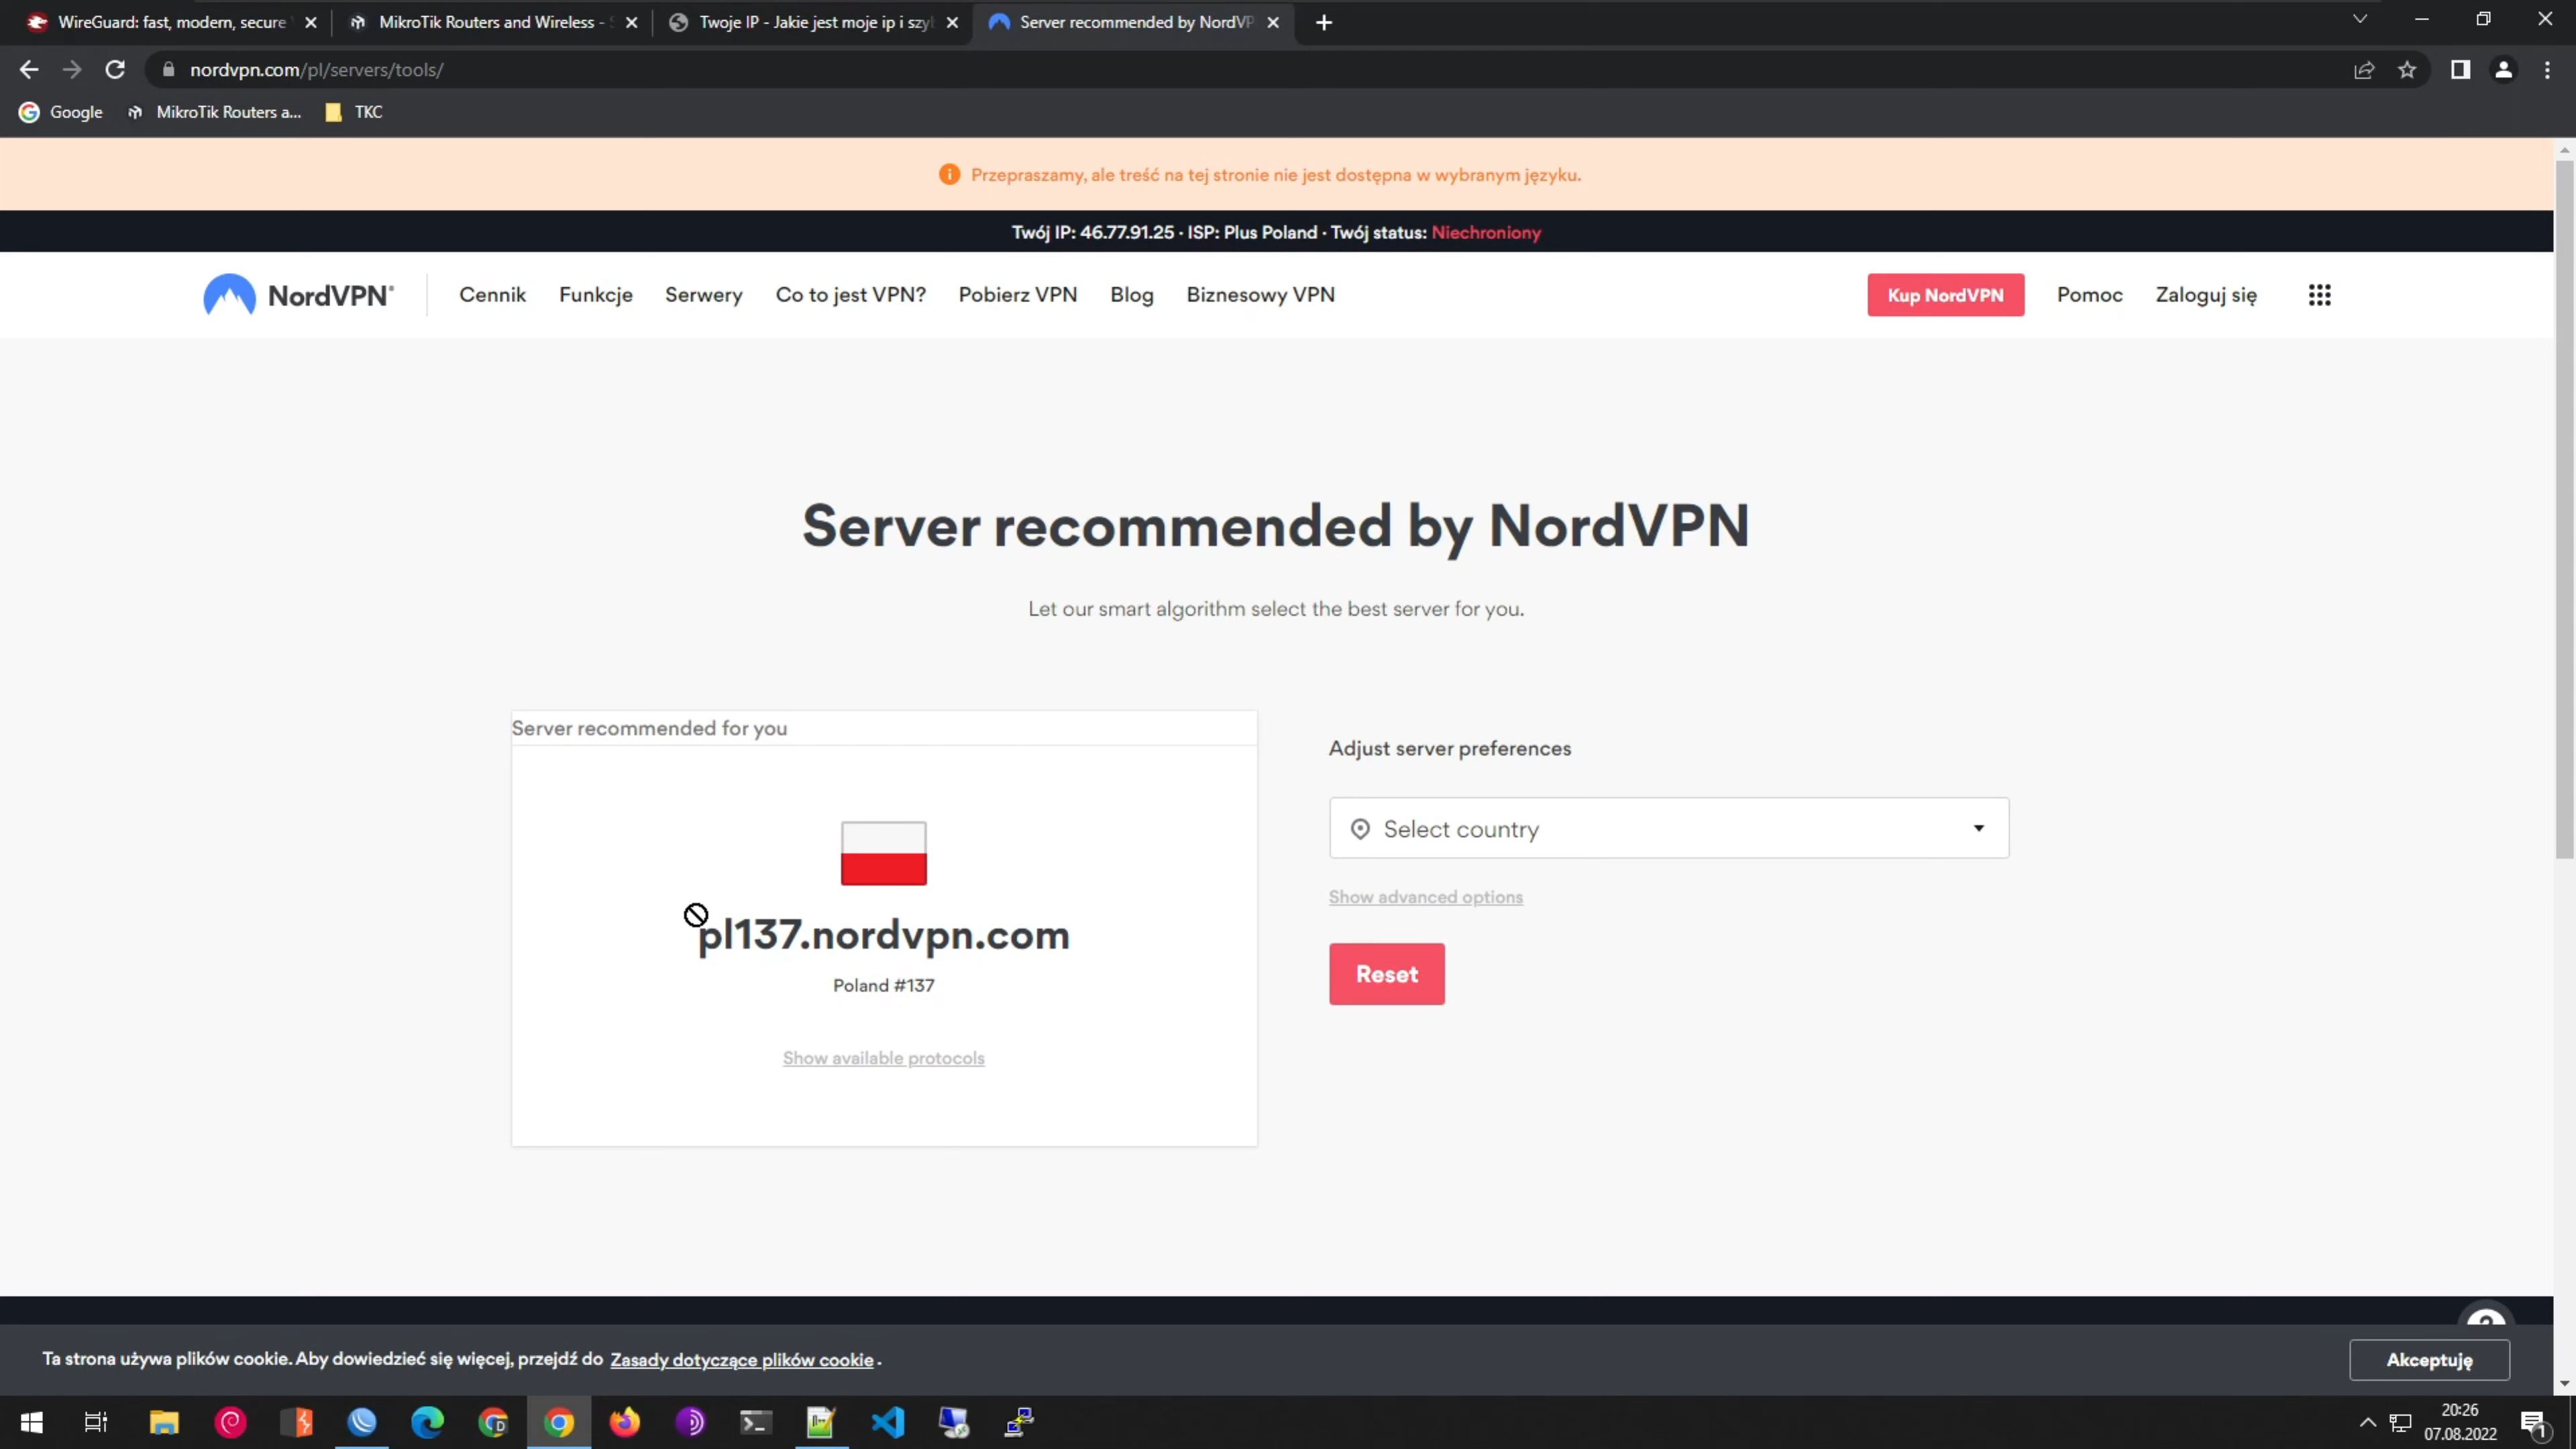 WireGuard: fast, modern, secure
MikroTik Routers and Wireless -
Twoje IP - Jakie jest moje ip i szy
Server recommended by NordVP
nordvpn.com/pl/servers/tools/
Google
MikroTik Routers a...
TKC
Przepraszamy, ale treść na tej stronie nie jest dostępna w wybranym języku.
Twój IP: 46.77.91.25 · ISP: Plus Poland · Twój status: Niechroniony
NordVPN®
Cennik
Funkcje
Serwery
Co to jest VPN?
Pobierz VPN
Blog
Biznesowy VPN
Kup NordVPN
Pomoc
Zaloguj się
Server recommended by NordVPN
Let our smart algorithm select the best server for you.
Server recommended for you
pl137.nordvpn.com
Poland #137
Show available protocols
Adjust server preferences
Select country
Show advanced options
Reset
Ta strona używa plików cookie. Aby dowiedzieć się więcej, przejdź do Zasady dotyczące plików cookie.
Akceptuję
20:26
07.08.2022
1